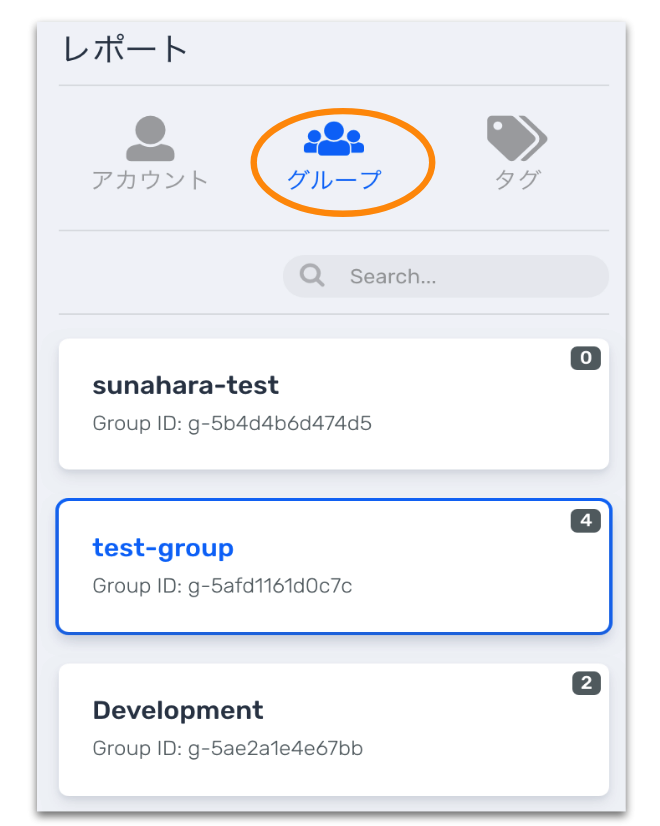 レポート
アカウント グループ タグ
Search...
0
sunahara-test
Group ID: g-5b4d4b6d474d5
4
test-group
Group ID: g-5afd1161d0c7c
2
Development
Group ID: g-5ae2a1e4e67bb